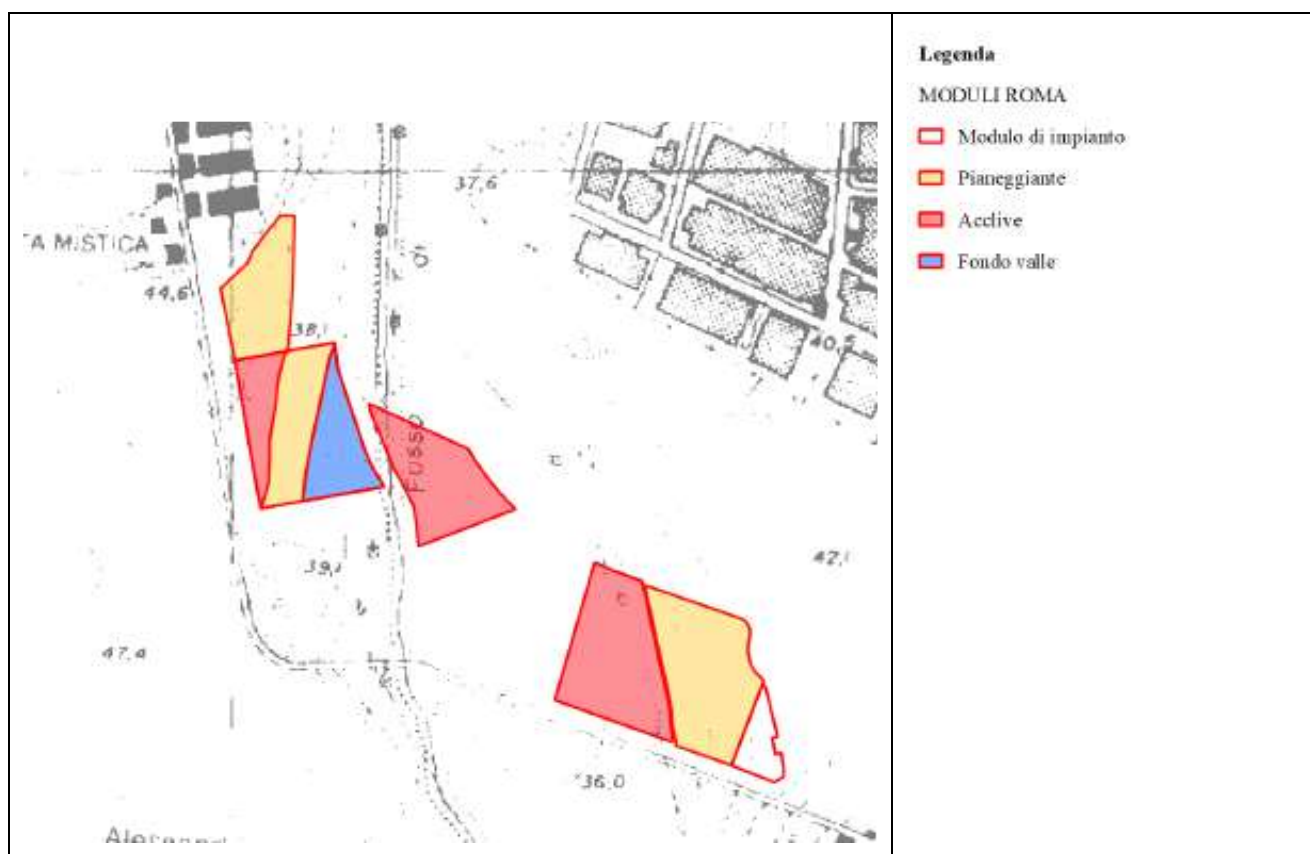 Legenda
MODULI ROMA
Modulo di impianto
Pianeggiante
Acclive
Fondo valle
37,6
TA MISTICA
44,6
38,1
40,5
FOSSO
39,1
42,1
47,4
36,0